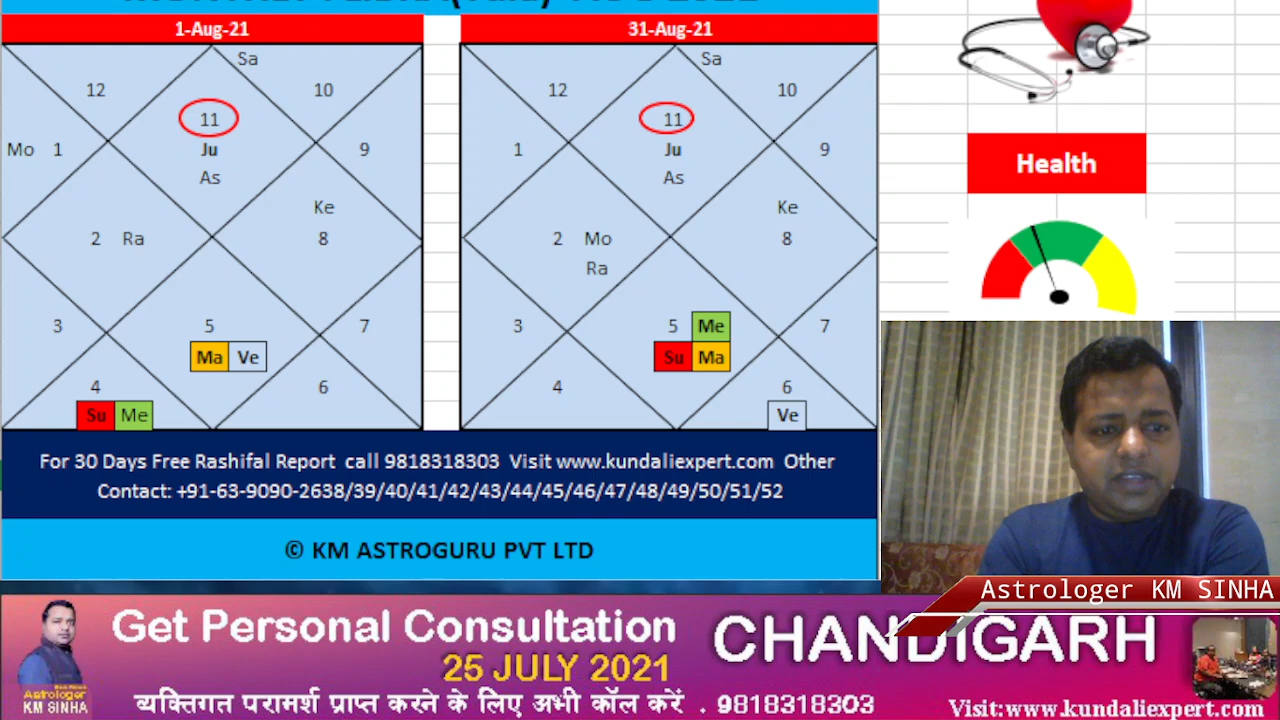 1-Aug-21
31-Aug-21
Sa
12
10
11
Mo 1
Ju
9
As
Ke
2 Ra
8
3
5
7
Ma Ve
4
6
Su Me
Sa
12
10
11
1
Ju
9
As
Ke
2 Mo
8
Ra
3
5 Me
7
Su Ma
4
6
Ve
Health
For 30 Days Free Rashifal Report call 9818318303 Visit www.kundaliexpert.com Other
Contact: +91-63-9090-2638/39/40/41/42/43/44/45/46/47/48/49/50/51/52
© KM ASTROGURU PVT LTD
Astrologer KM SINHA
Get Personal Consultation
25 JULY 2021
CHANDIGARH
Astrologer
KM SINHA
व्यक्तिगत परामर्श प्राप्त करने के लिए अभी कॉल करें . 9818318303
Visit:www.kundaliexpert.com